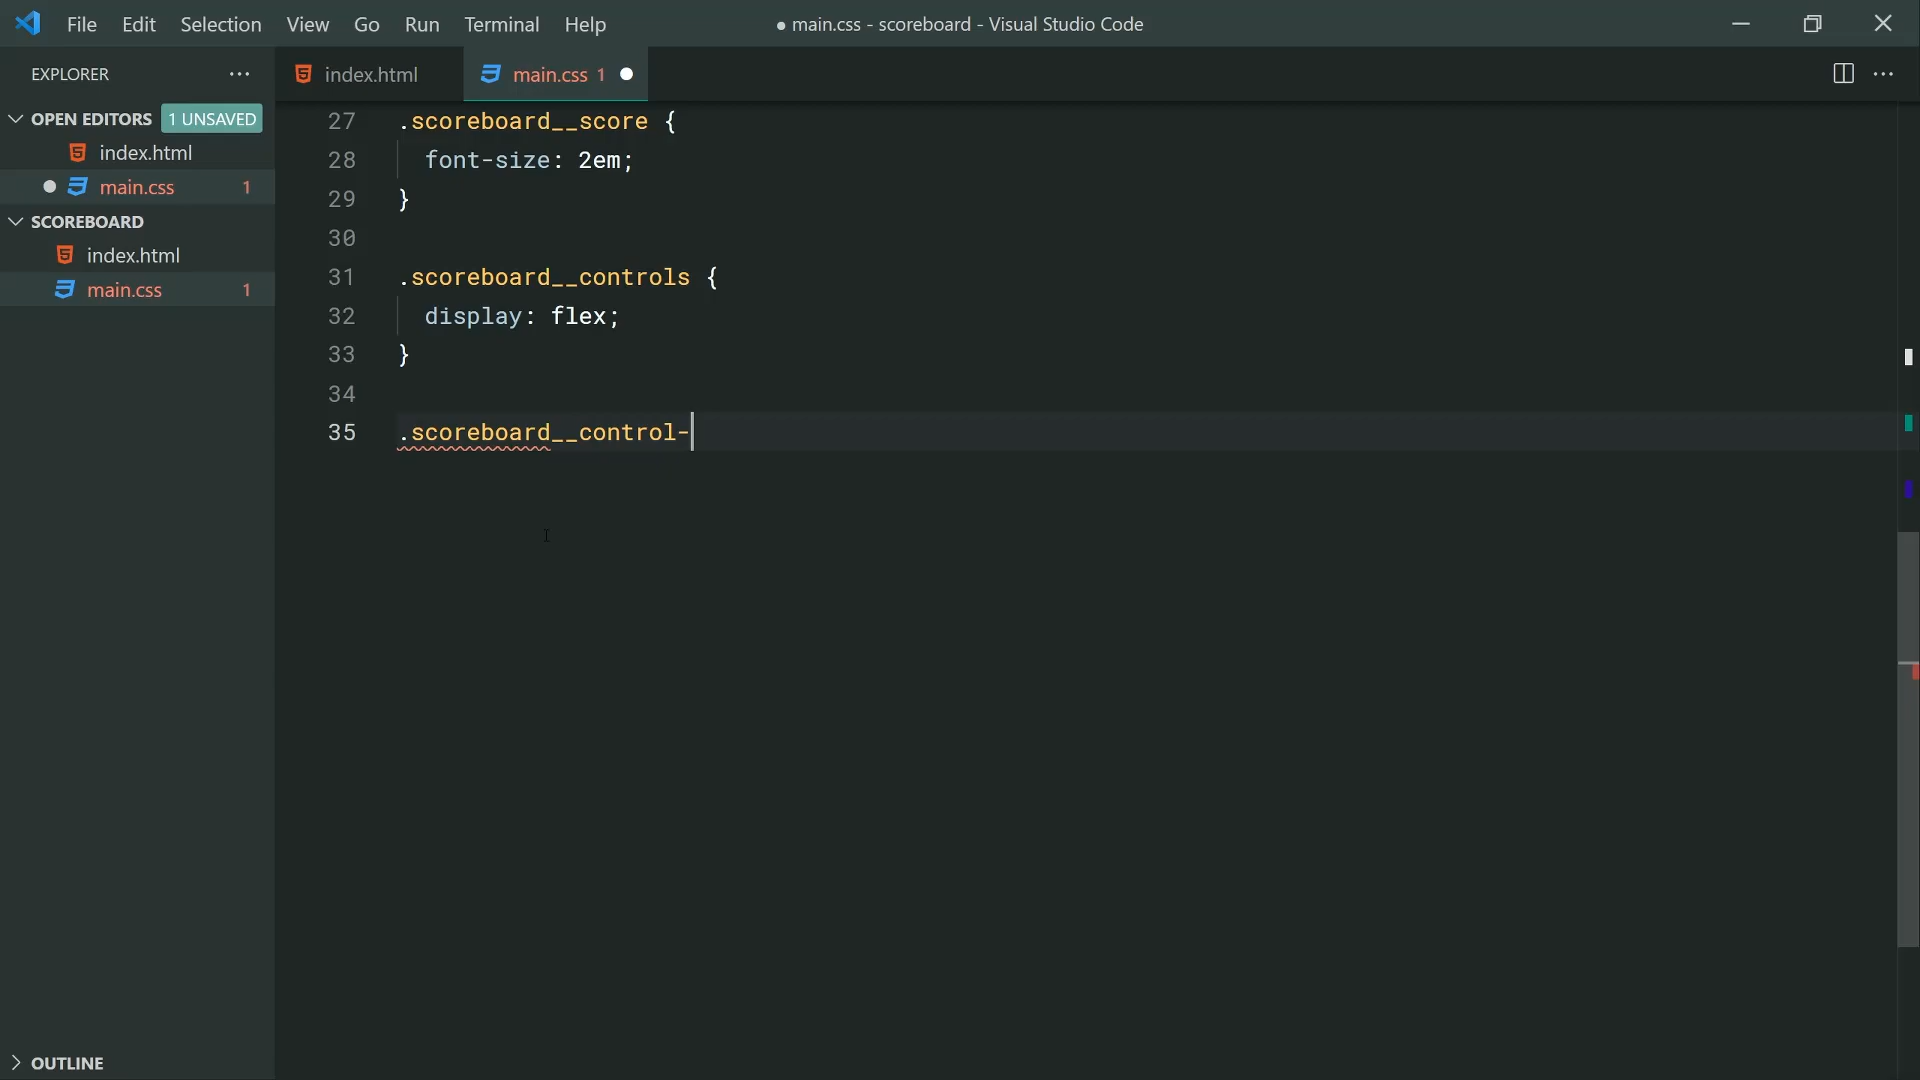 File Edit Selection View Go Run Terminal Help
● main.css - scoreboard - Visual Studio Code
EXPLORER ···
index.html
main.css 1 ●
OPEN EDITORS 1 UNSAVED
index.html
● main.css 1
SCOREBOARD
index.html
main.css 1
27 .scoreboard__score {
28 font-size: 2em;
29 }
30
31 .scoreboard__controls {
32 display: flex;
33 }
34
35 .scoreboard__control-
OUTLINE